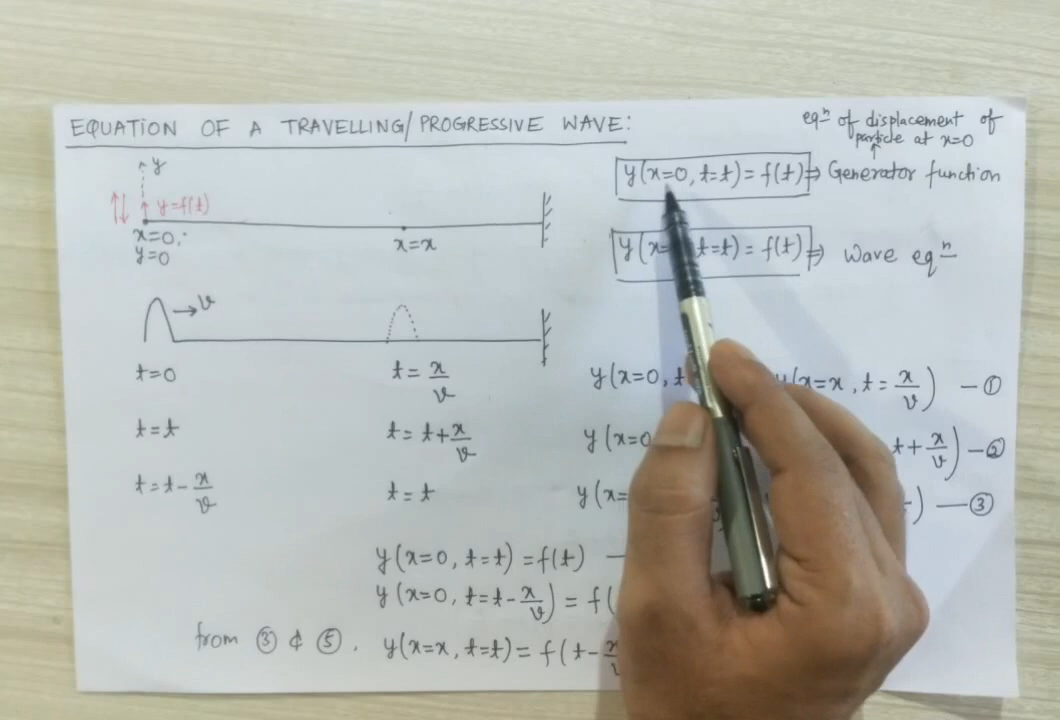 EQUATION OF A TRAVELLING/PROGRESSIVE WAVE:
eqⁿ of displacement of
particle at x=0
y(x=0, t=t) = f(t) ⇒ Generator function
y
y=f(t)
x=0,
y=0
x=x
y(x= t=t) = f(t) ⇒ Wave eqⁿ
→v
t=0
t = x/v
y(x=0, t y(x=x, t = x/v) —①
t=t
t = t+x/v
y(x=0 t+x/v) —②
t=t-x/v
t = t
y(x= ) —③
y(x=0, t=t) = f(t) —
y(x=0, t=t-x/v) = f(
from ③ & ⑤. y(x=x, t=t) = f(t-x/v